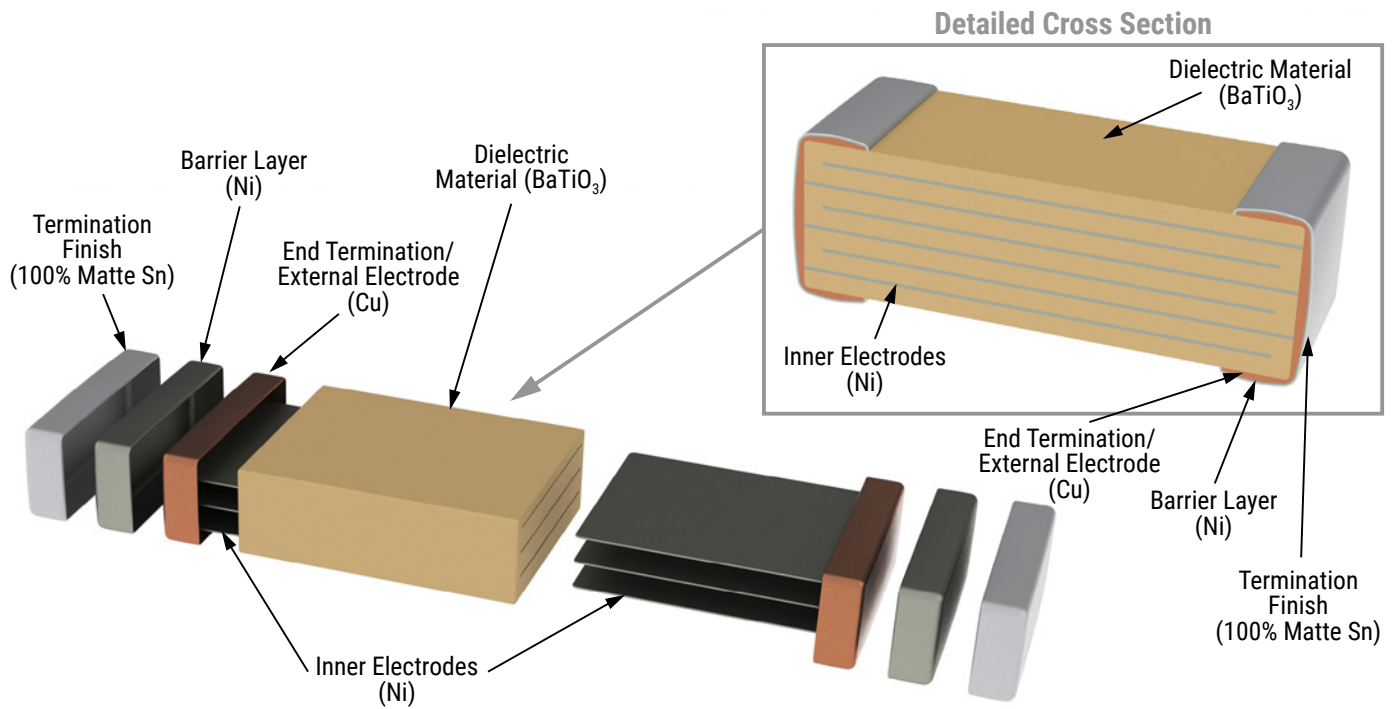 Detailed Cross Section
Dielectric Material
(BaTiO₃)
Inner Electrodes
(Ni)
End Termination/
External Electrode
(Cu)
Barrier Layer
(Ni)
Termination
Finish
(100% Matte Sn)
Dielectric
Material (BaTiO₃)
Barrier Layer
(Ni)
Termination
Finish
(100% Matte Sn)
End Termination/
External Electrode
(Cu)
Inner Electrodes
(Ni)